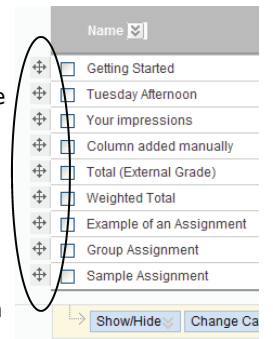 Name
Getting Started
Tuesday Afternoon
Your impressions
Column added manually
Total (External Grade)
Weighted Total
Example of an Assignment
Group Assignment
Sample Assignment
Show/Hide Change Ca